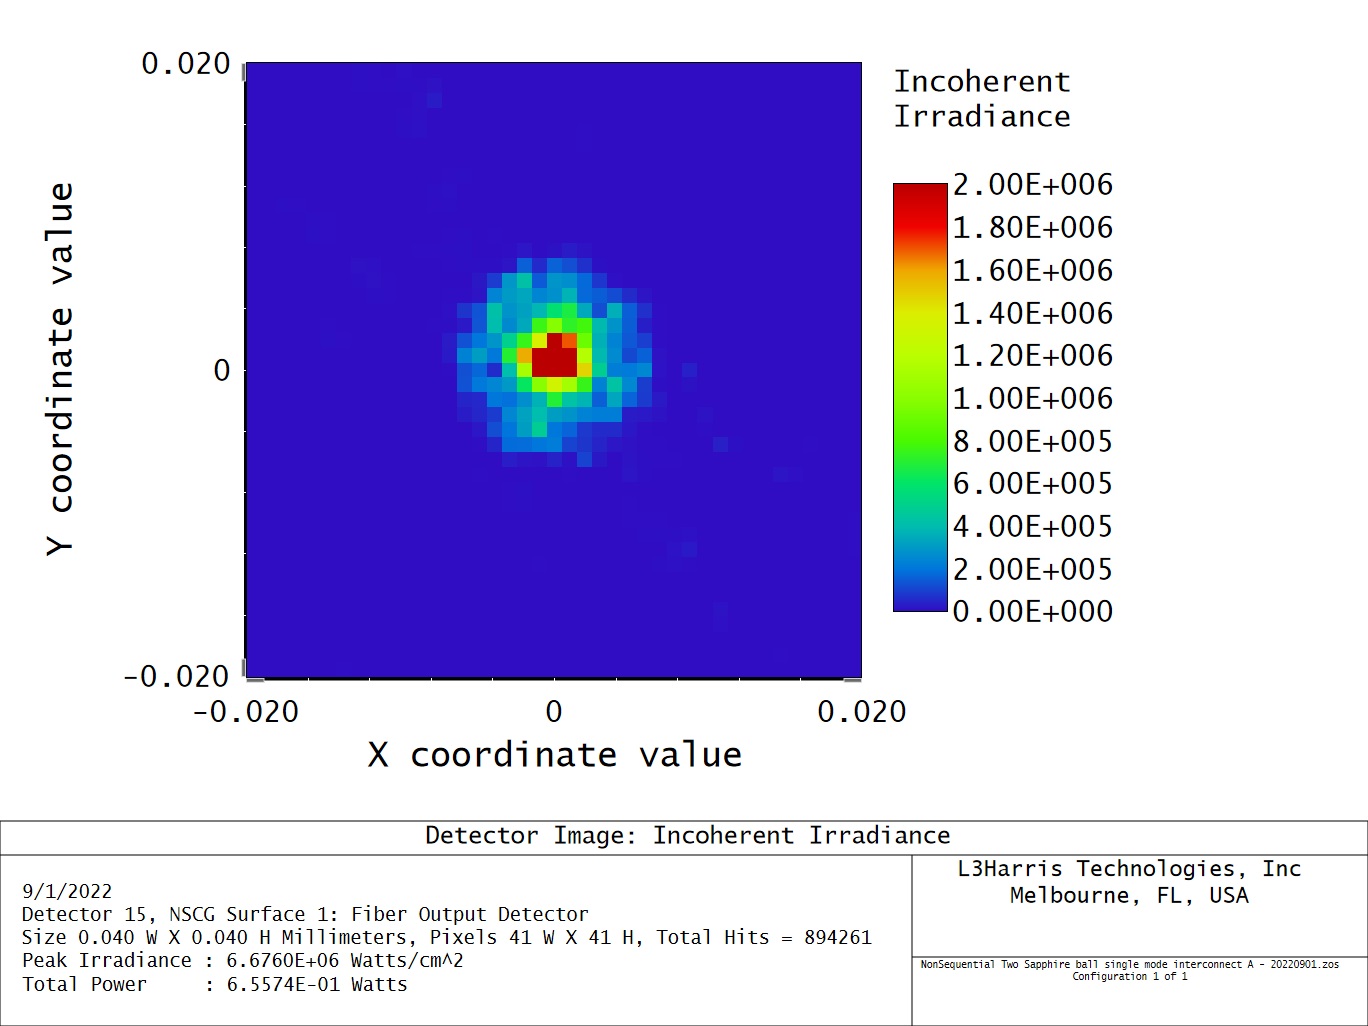 0.020
0
-0.020
Y coordinate value
-0.020
0
0.020
X coordinate value
Incoherent
Irradiance
2.00E+006
1.80E+006
1.60E+006
1.40E+006
1.20E+006
1.00E+006
8.00E+005
6.00E+005
4.00E+005
2.00E+005
0.00E+000
Detector Image: Incoherent Irradiance
9/1/2022
Detector 15, NSCG Surface 1: Fiber Output Detector
Size 0.040 W X 0.040 H Millimeters, Pixels 41 W X 41 H, Total Hits = 894261
Peak Irradiance : 6.6760E+06 Watts/cm^2
Total Power : 6.5574E-01 Watts
L3Harris Technologies, Inc
Melbourne, FL, USA
NonSequential Two Sapphire ball single mode interconnect A - 20220901.zos
Configuration 1 of 1